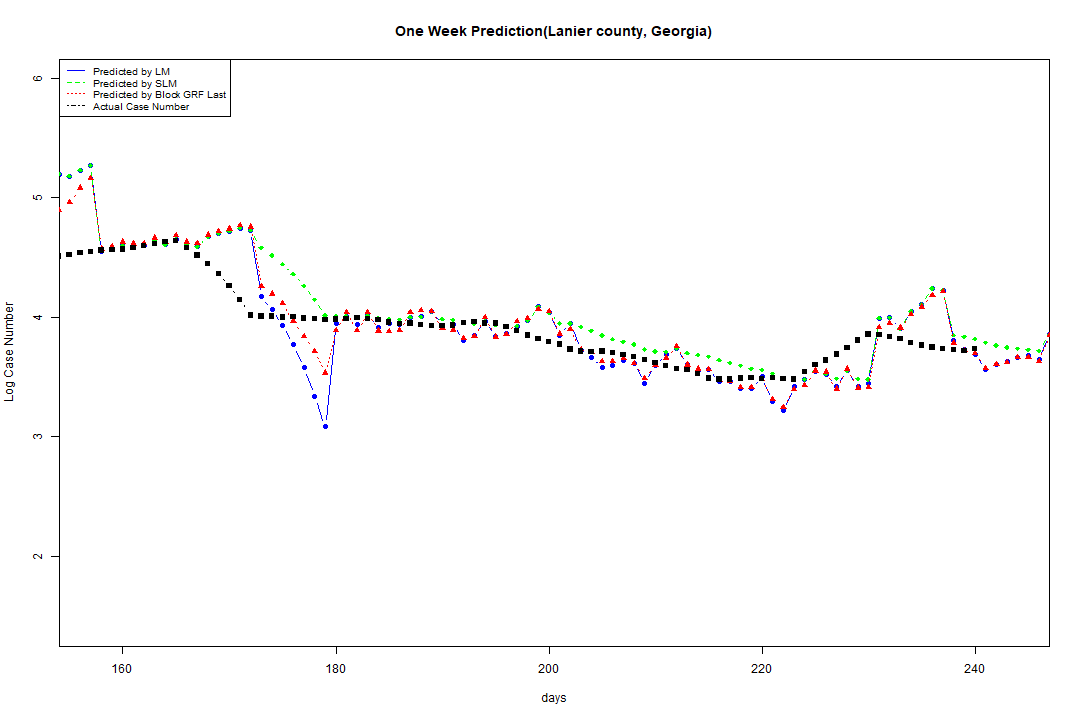 One Week Prediction(Lanier county, Georgia)
Predicted by LM
Predicted by SLM
Predicted by Block GRF Last
Actual Case Number
6
5
4
3
2
Log Case Number
160
180
200
220
240
days